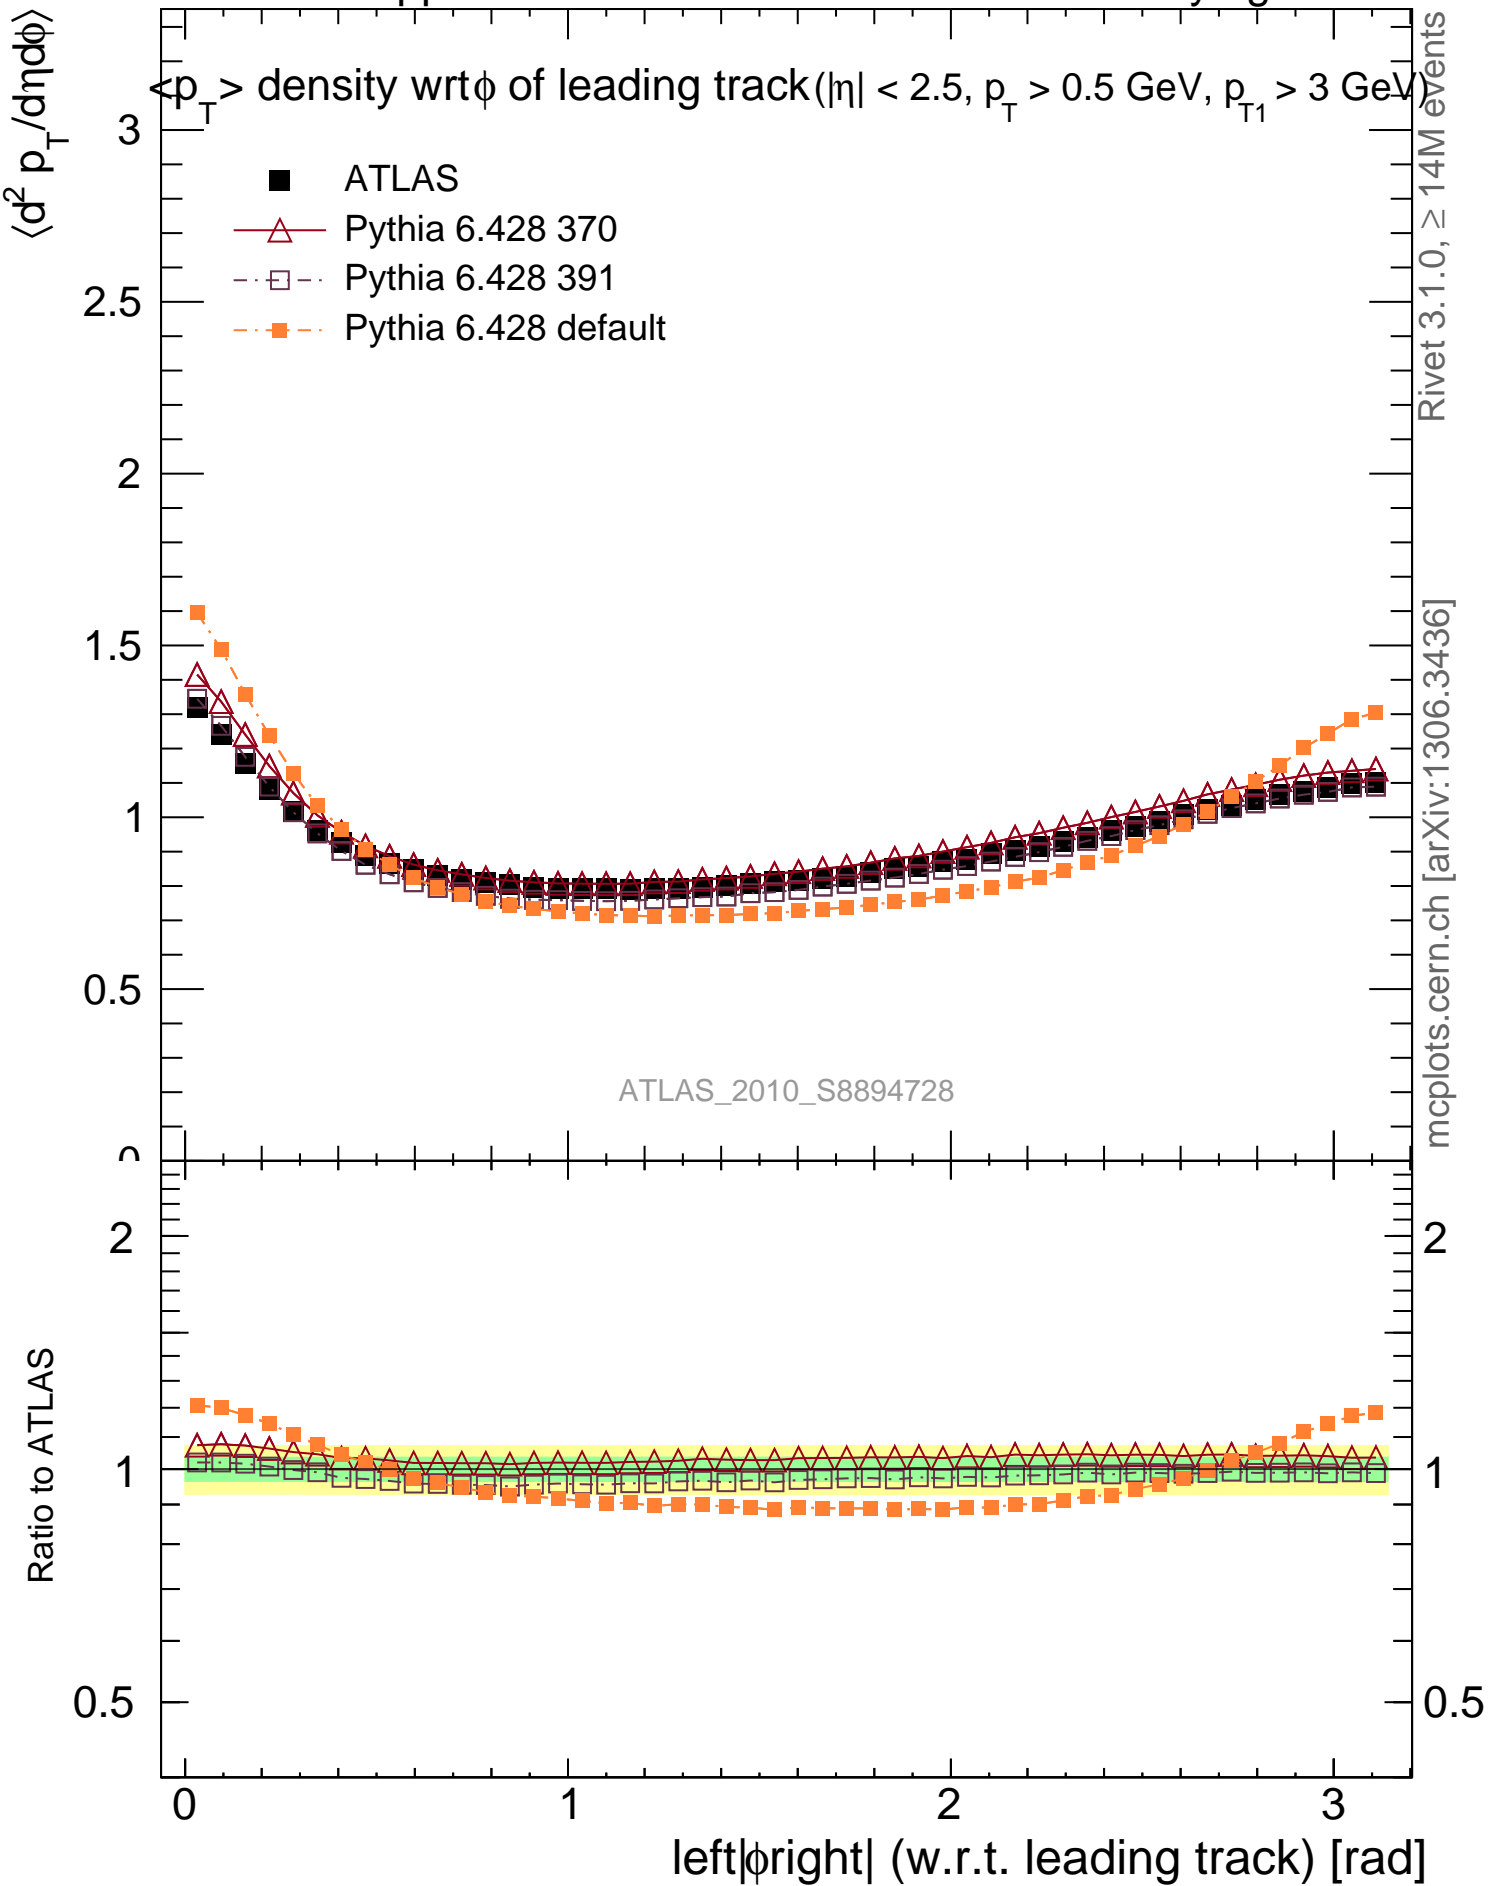 <p_T> density wrt ϕ of leading track (|η| < 2.5, p_T > 0.5 GeV, p_T1 > 3 GeV)
⟨d² p_T/dηdϕ⟩
ATLAS
Pythia 6.428 370
Pythia 6.428 391
Pythia 6.428 default
3
2.5
2
1.5
1
0.5
0
ATLAS_2010_S8894728
Rivet 3.1.0, ≥ 14M events
mcplots.cern.ch [arXiv:1306.3436]
Ratio to ATLAS
2
1
0.5
2
1
0.5
0
1
2
3
left|ϕright| (w.r.t. leading track) [rad]